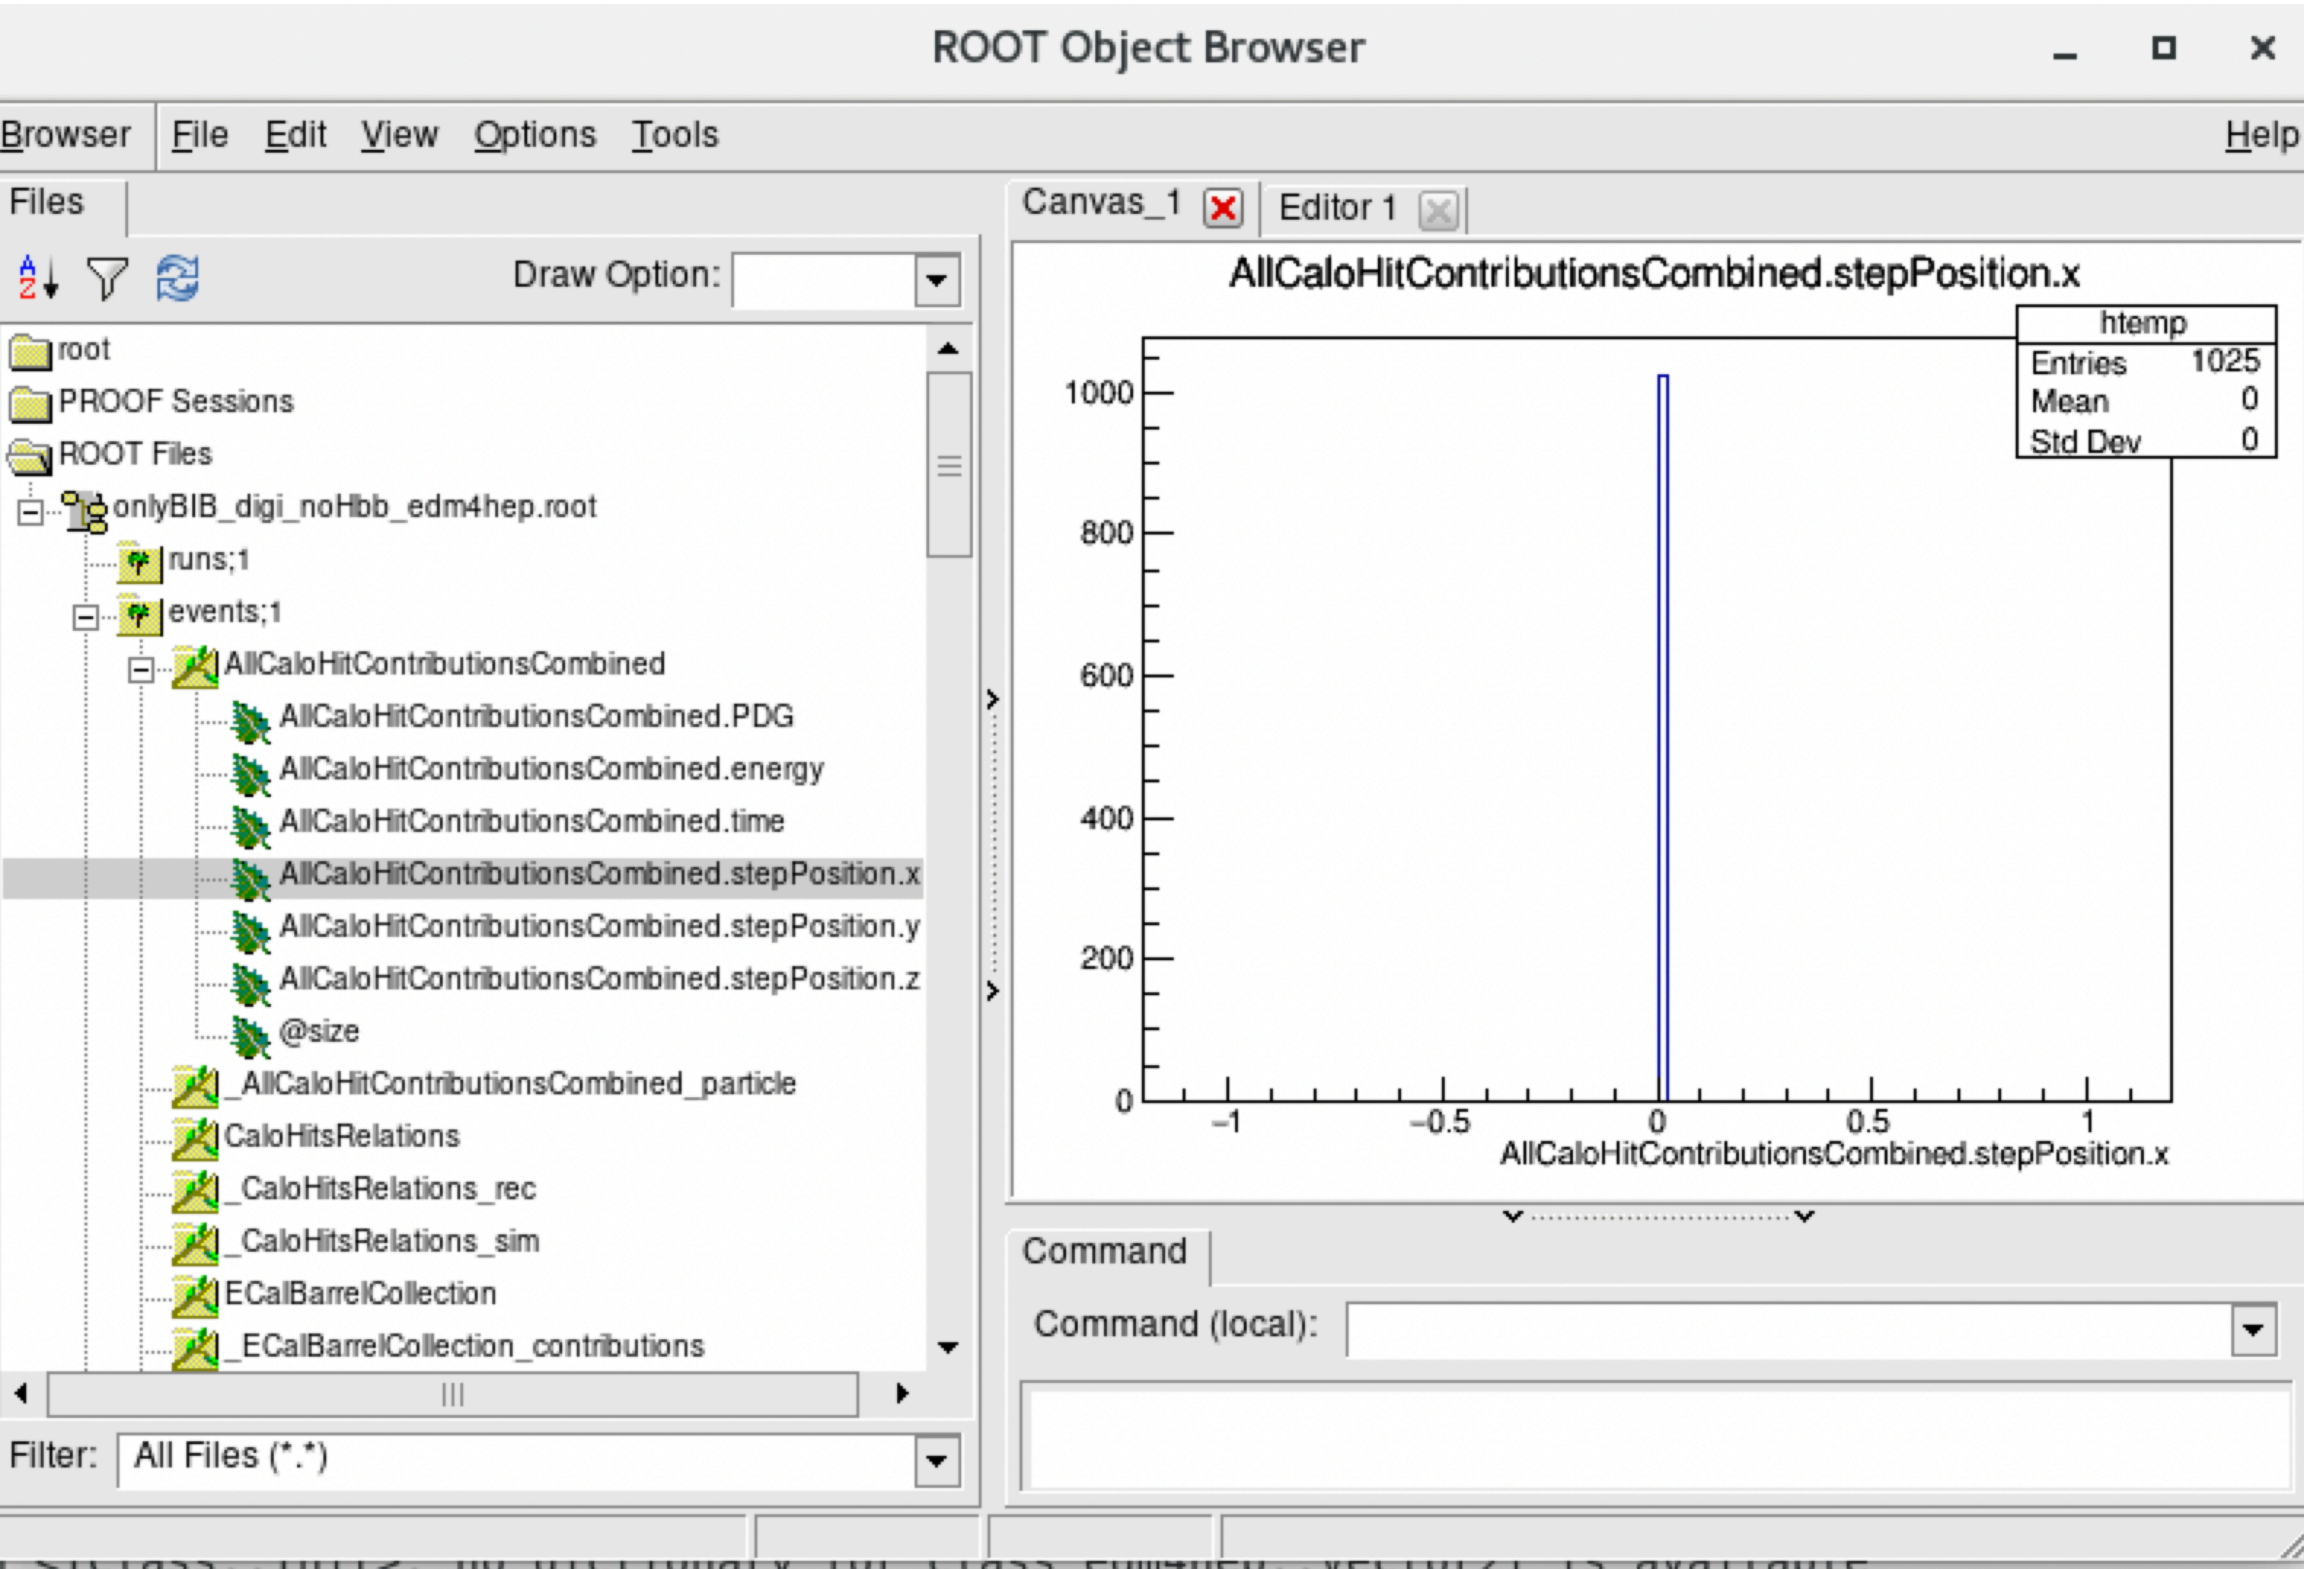 ROOT Object Browser
Browser File Edit View Options Tools Help
Files
Draw Option:
root
PROOF Sessions
ROOT Files
onlyBIB_digi_noHbb_edm4hep.root
runs;1
events;1
AllCaloHitContributionsCombined
AllCaloHitContributionsCombined.PDG
AllCaloHitContributionsCombined.energy
AllCaloHitContributionsCombined.time
AllCaloHitContributionsCombined.stepPosition.x
AllCaloHitContributionsCombined.stepPosition.y
AllCaloHitContributionsCombined.stepPosition.z
@size
_AllCaloHitContributionsCombined_particle
CaloHitsRelations
_CaloHitsRelations_rec
_CaloHitsRelations_sim
ECalBarrelCollection
_ECalBarrelCollection_contributions
Filter: All Files (*.*)
Canvas_1 Editor 1
AllCaloHitContributionsCombined.stepPosition.x
htemp
Entries 1025
Mean 0
Std Dev 0
1000
800
600
400
200
0
−1 −0.5 0 0.5 1
AllCaloHitContributionsCombined.stepPosition.x
Command
Command (local):